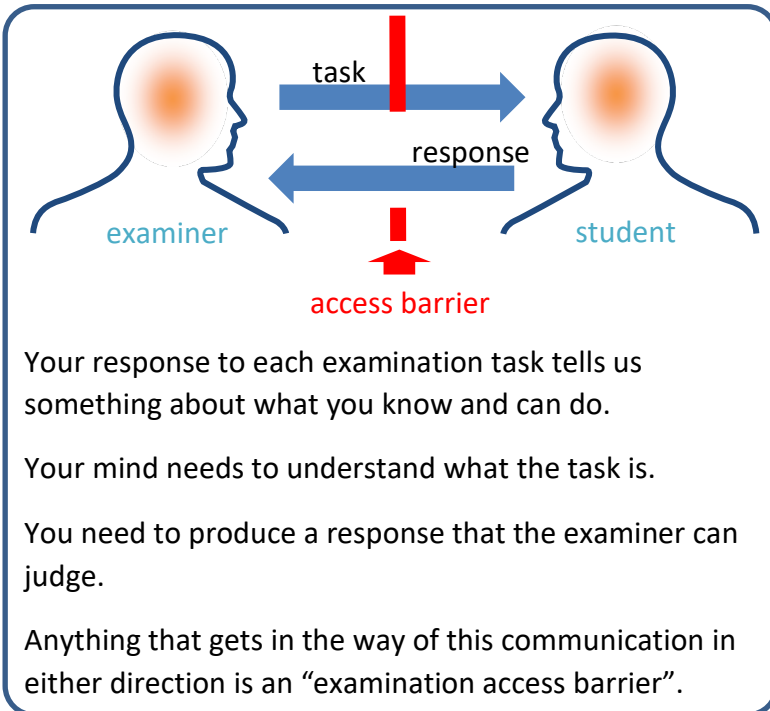 task
response
examiner
student
access barrier
Your response to each examination task tells us
something about what you know and can do.
Your mind needs to understand what the task is.
You need to produce a response that the examiner can
judge.
Anything that gets in the way of this communication in
either direction is an “examination access barrier”.